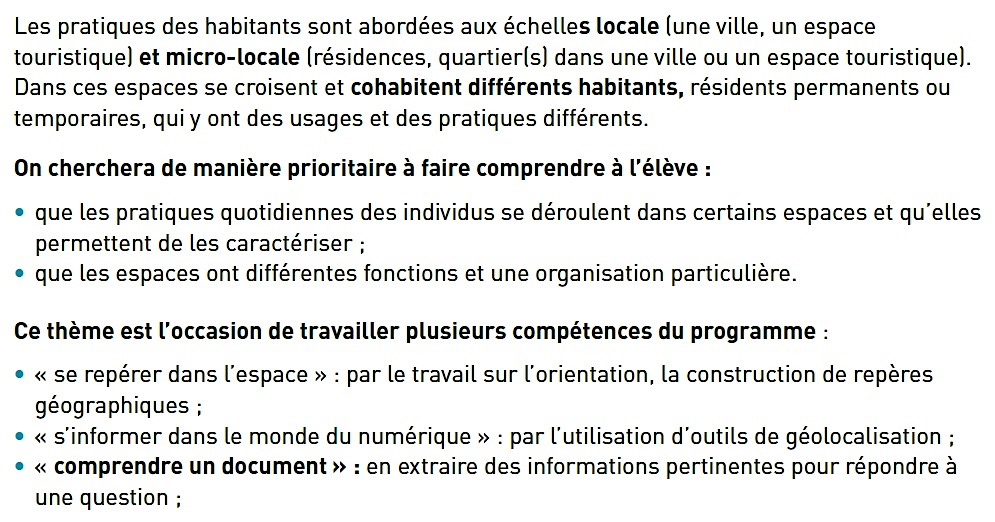 Les pratiques des habitants sont abordées aux échelles locale (une ville, un espace
touristique) et micro-locale (résidences, quartier(s) dans une ville ou un espace touristique).
Dans ces espaces se croisent et cohabitent différents habitants, résidents permanents ou
temporaires, qui y ont des usages et des pratiques différents.
On cherchera de manière prioritaire à faire comprendre à l’élève :
• que les pratiques quotidiennes des individus se déroulent dans certains espaces et qu’elles
permettent de les caractériser ;
• que les espaces ont différentes fonctions et une organisation particulière.
Ce thème est l’occasion de travailler plusieurs compétences du programme :
• « se repérer dans l’espace » : par le travail sur l’orientation, la construction de repères
géographiques ;
• « s’informer dans le monde du numérique » : par l’utilisation d’outils de géolocalisation ;
• « comprendre un document » : en extraire des informations pertinentes pour répondre à
une question ;